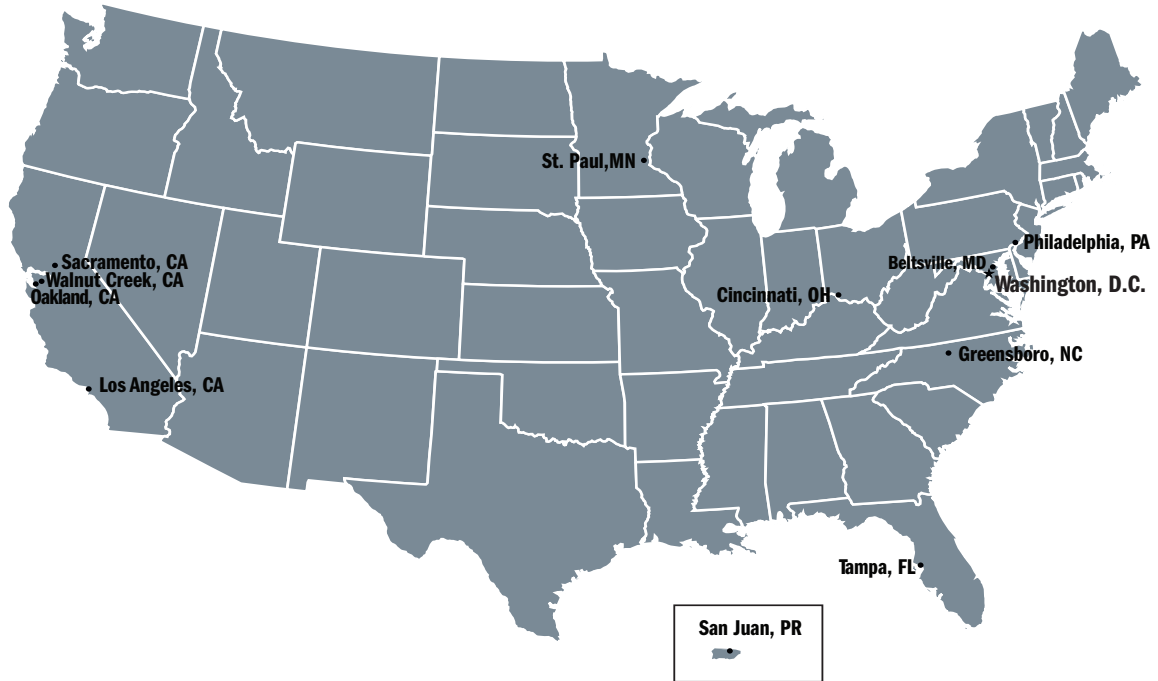 St. Paul,MN
Philadelphia, PA
Sacramento, CA
Beltsville, MD
Walnut Creek, CA
Washington, D.C.
Oakland, CA
Cincinnati, OH
Greensboro, NC
Los Angeles, CA
Tampa, FL
San Juan, PR